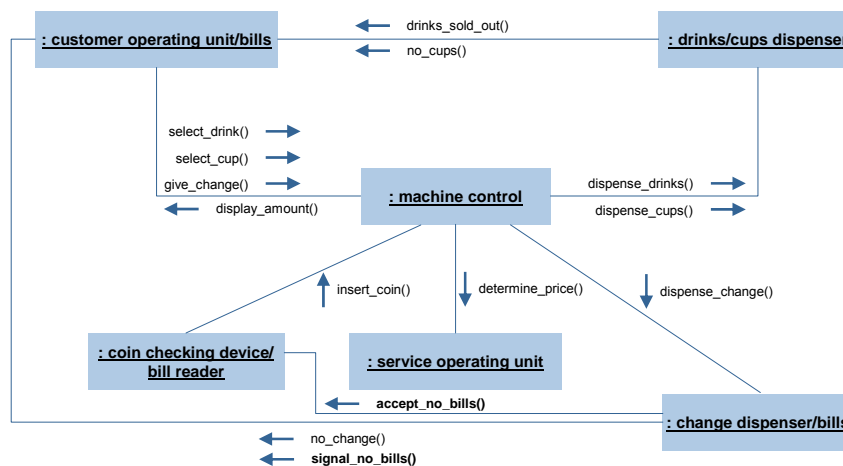 drinks_sold_out()
: customer operating unit/bills
: drinks/cups dispenser
no_cups()
select_drink()
select_cup()
give_change()
dispense_drinks()
: machine control
display_amount()
dispense_cups()
insert_coin()
determine_price()
dispense_change()
: coin checking device/
bill reader
: service operating unit
accept_no_bills()
: change dispenser/bills
no_change()
signal_no_bills()